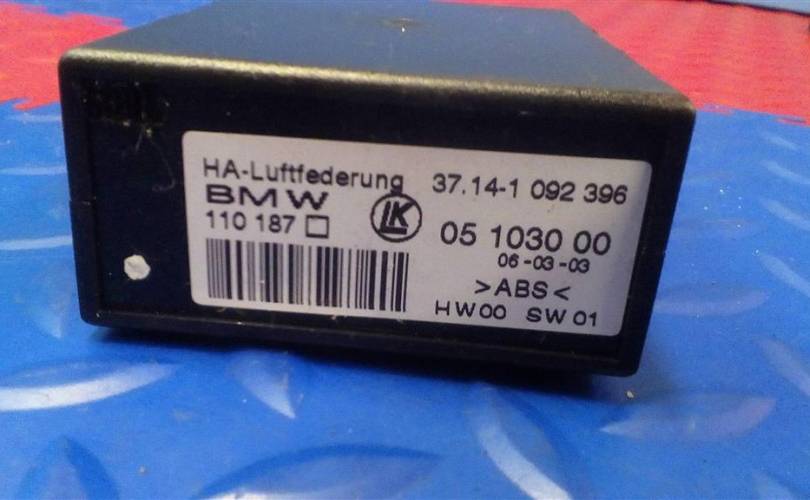 HA-Luftfederung 37.14-1 092 396
BMW
110 187 LK 05 1030 00
06-03-03
>ABS<
HW00 SW01